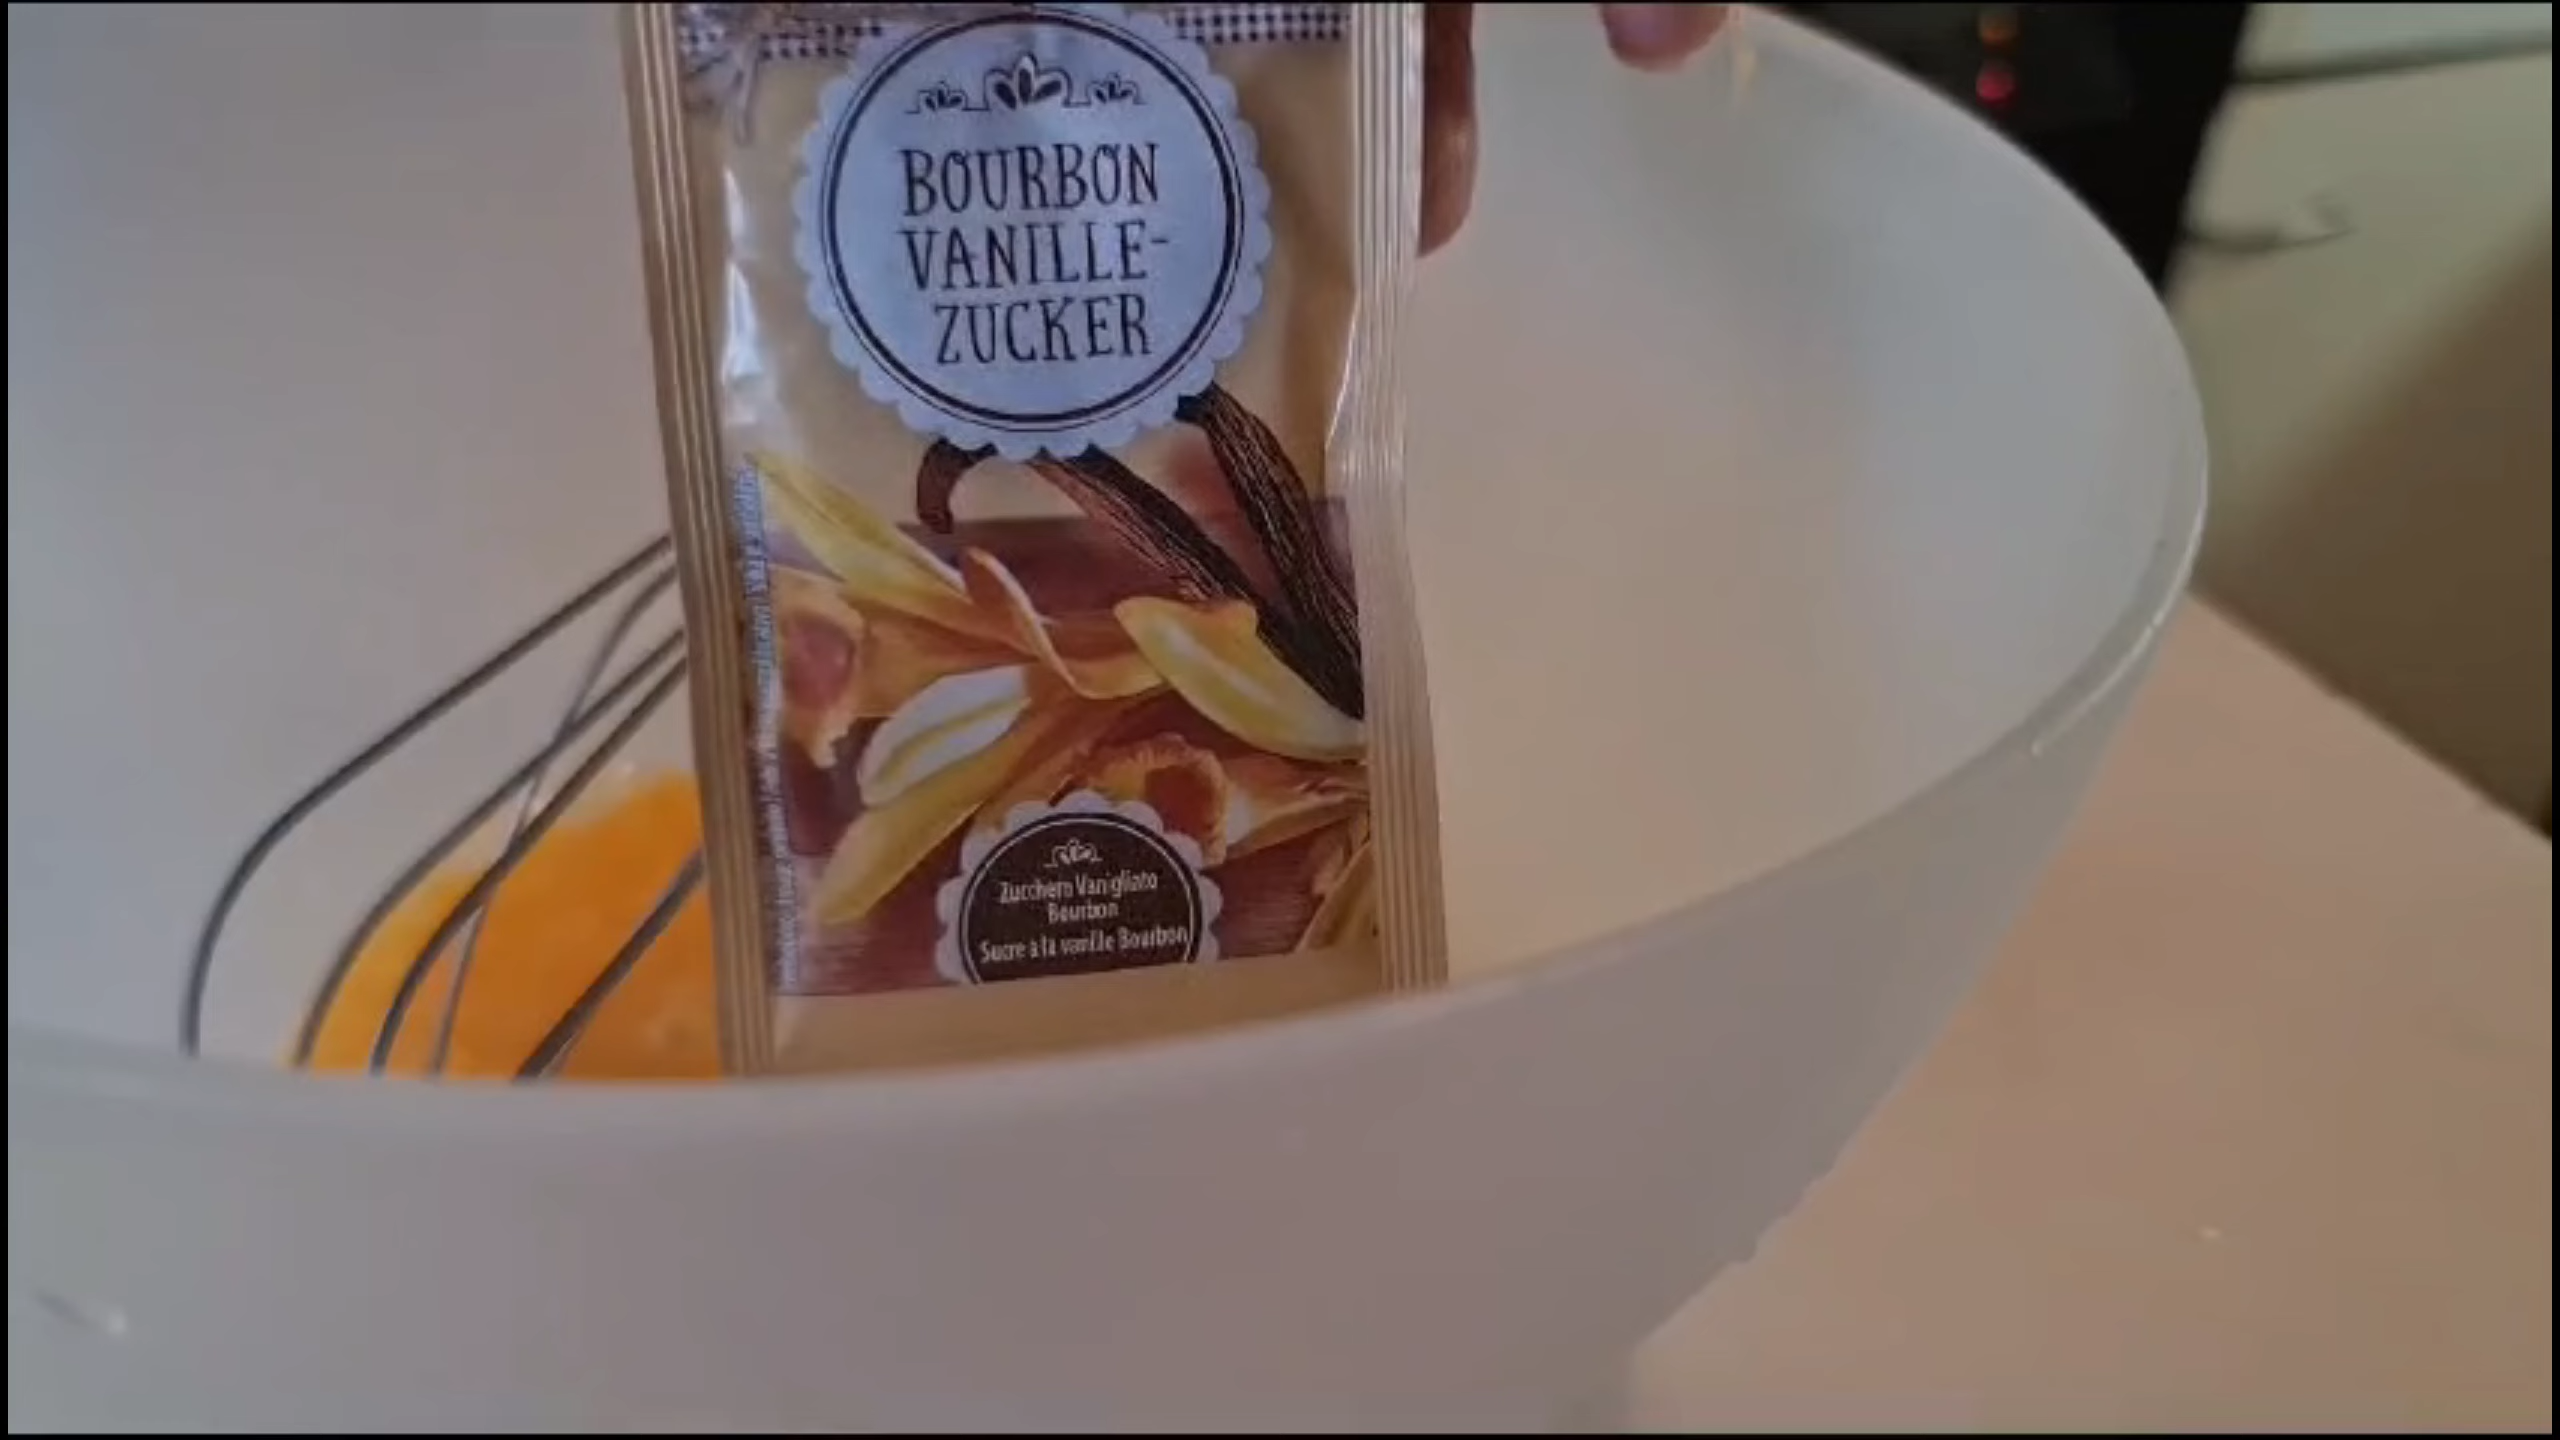 BOURBON
VANILLE-
ZUCKER
Zucchero Vanigliato
Bourbon
Sucre à la vanille Bourbon